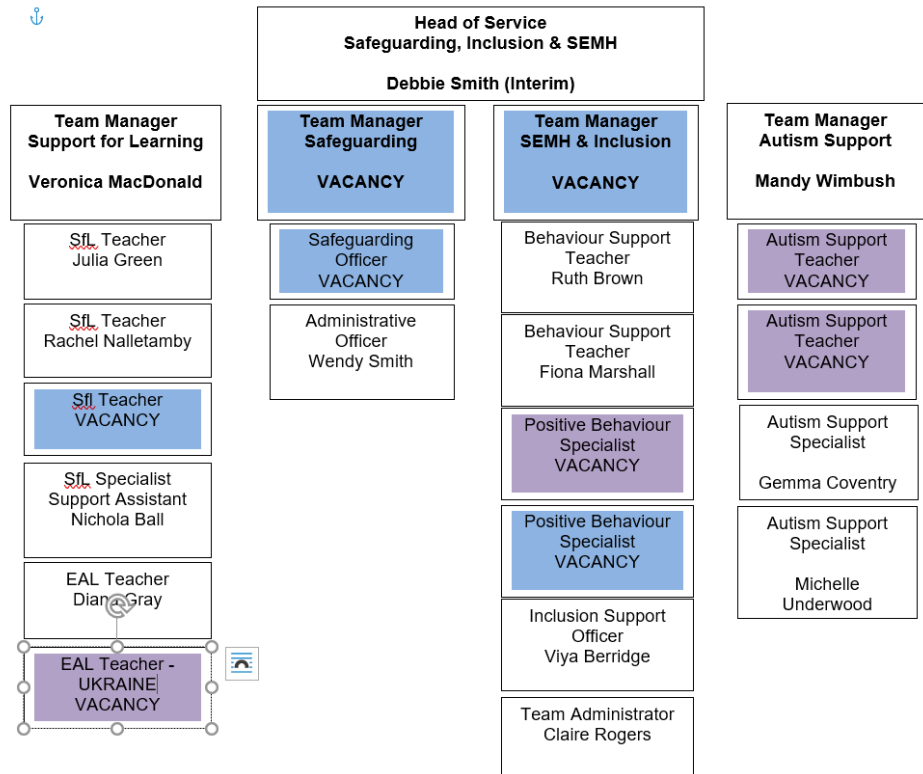 Head of Service
Safeguarding, Inclusion & SEMH
Debbie Smith (Interim)
Team Manager
Support for Learning
Veronica MacDonald
SfL Teacher
Julia Green
SfL Teacher
Rachel Nalletamby
Sfl Teacher
VACANCY
SfL Specialist
Support Assistant
Nichola Ball
EAL Teacher
Diana Gray
EAL Teacher -
UKRAINE
VACANCY
Team Manager
Safeguarding
VACANCY
Safeguarding
Officer
VACANCY
Administrative
Officer
Wendy Smith
Team Manager
SEMH & Inclusion
VACANCY
Behaviour Support
Teacher
Ruth Brown
Behaviour Support
Teacher
Fiona Marshall
Positive Behaviour
Specialist
VACANCY
Positive Behaviour
Specialist
VACANCY
Inclusion Support
Officer
Viya Berridge
Team Administrator
Claire Rogers
Team Manager
Autism Support
Mandy Wimbush
Autism Support
Teacher
VACANCY
Autism Support
Teacher
VACANCY
Autism Support
Specialist
Gemma Coventry
Autism Support
Specialist
Michelle
Underwood